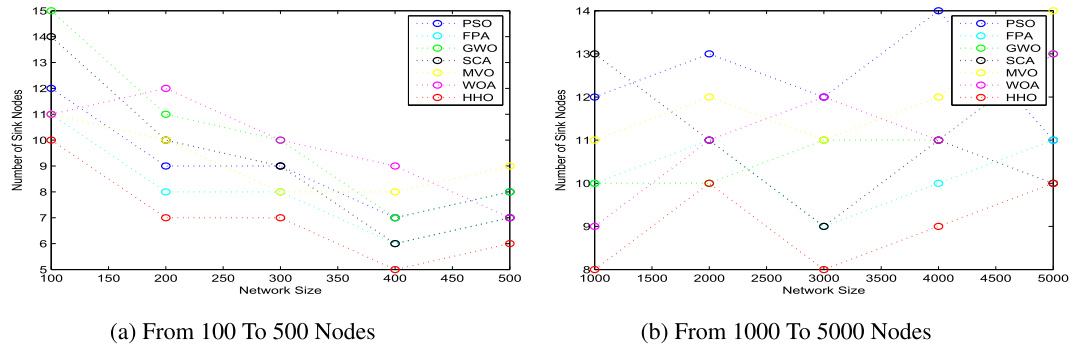 15
14
13
12
11
10
9
8
7
6
5
Number of Sink Nodes
100 150 200 250 300 350 400 450 500
Network Size
PSO
FPA
GWO
SCA
MVO
WOA
HHO
(a) From 100 To 500 Nodes
14
13
12
11
10
9
8
Number of Sink Nodes
1000 1500 2000 2500 3000 3500 4000 4500 5000
Network Size
PSO
FPA
GWO
SCA
MVO
WOA
HHO
(b) From 1000 To 5000 Nodes